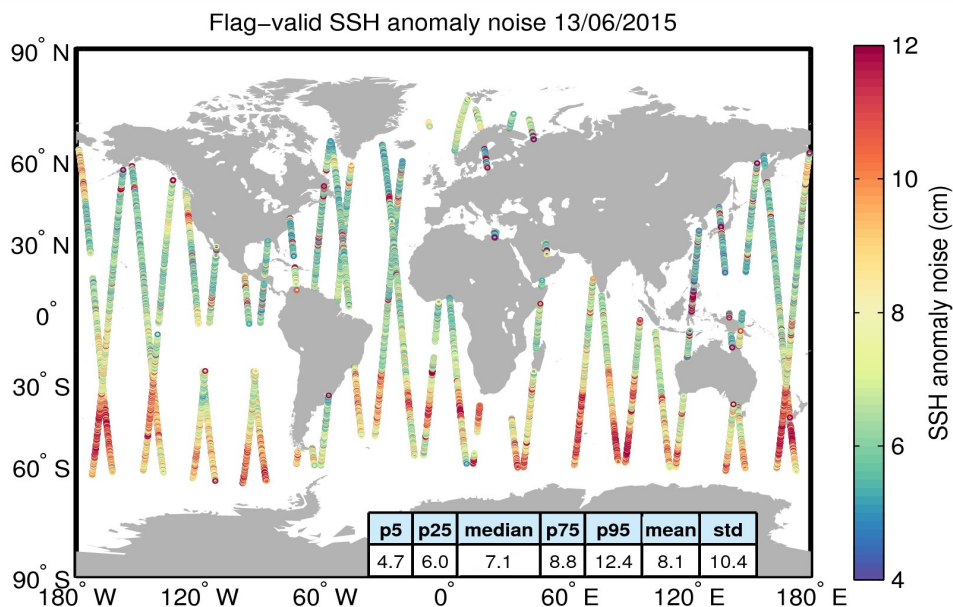 Flag−valid SSH anomaly noise 13/06/2015
90° N
60° N
30° N
0°
30° S
60° S
90° S
180° W 120° W 60° W 0° 60° E 120° E 180° E
p5 p25 median p75 p95 mean std
4.7 6.0 7.1 8.8 12.4 8.1 10.4
12
10
8
6
4
SSH anomaly noise (cm)